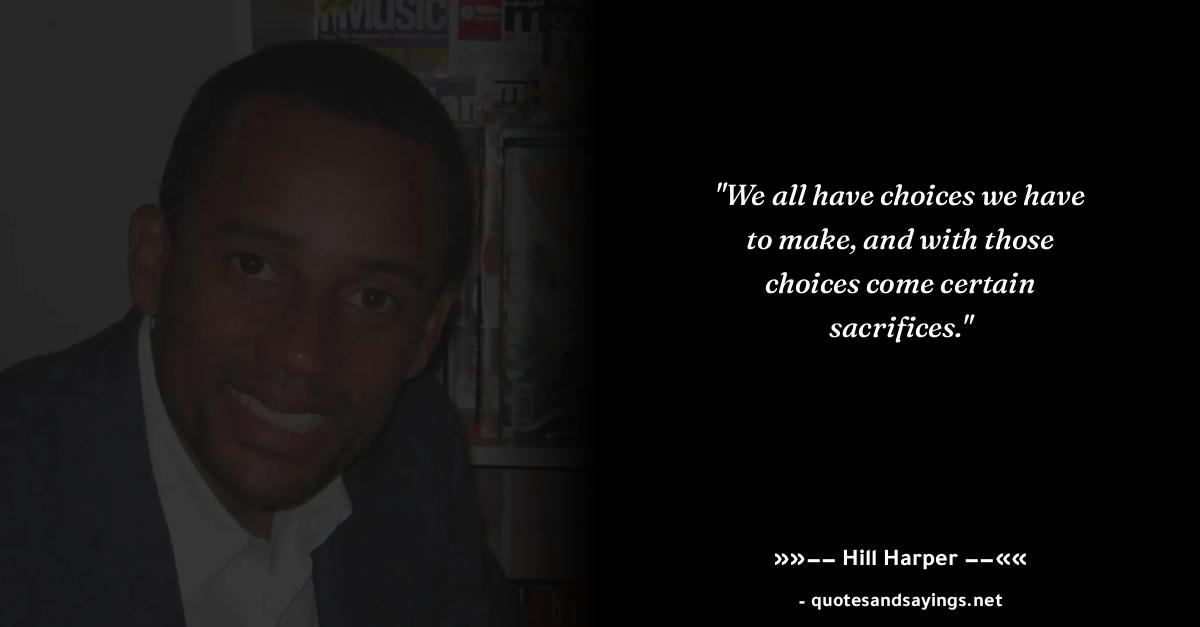 MUSIC
"We all have choices we have
to make, and with those
choices come certain
sacrifices."
»»−− Hill Harper −−««
- quotesandsayings.net